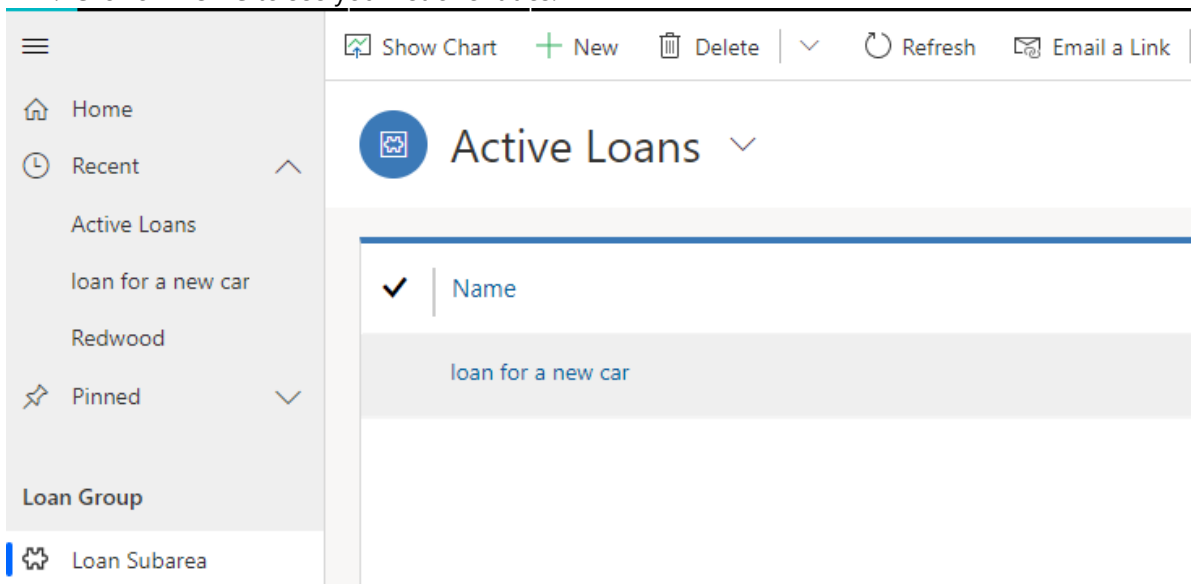 Show Chart New Delete Refresh Email a Link
Home
Recent
Active Loans
loan for a new car
Redwood
Pinned
Loan Group
Loan Subarea
Active Loans
Name
loan for a new car